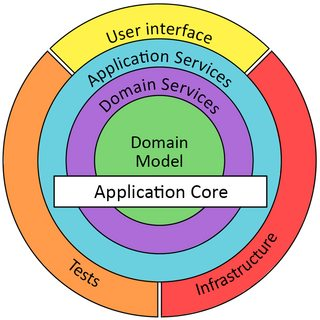 User interface
Application Services
Domain Services
Domain
Model
Application Core
Tests
Infrastructure